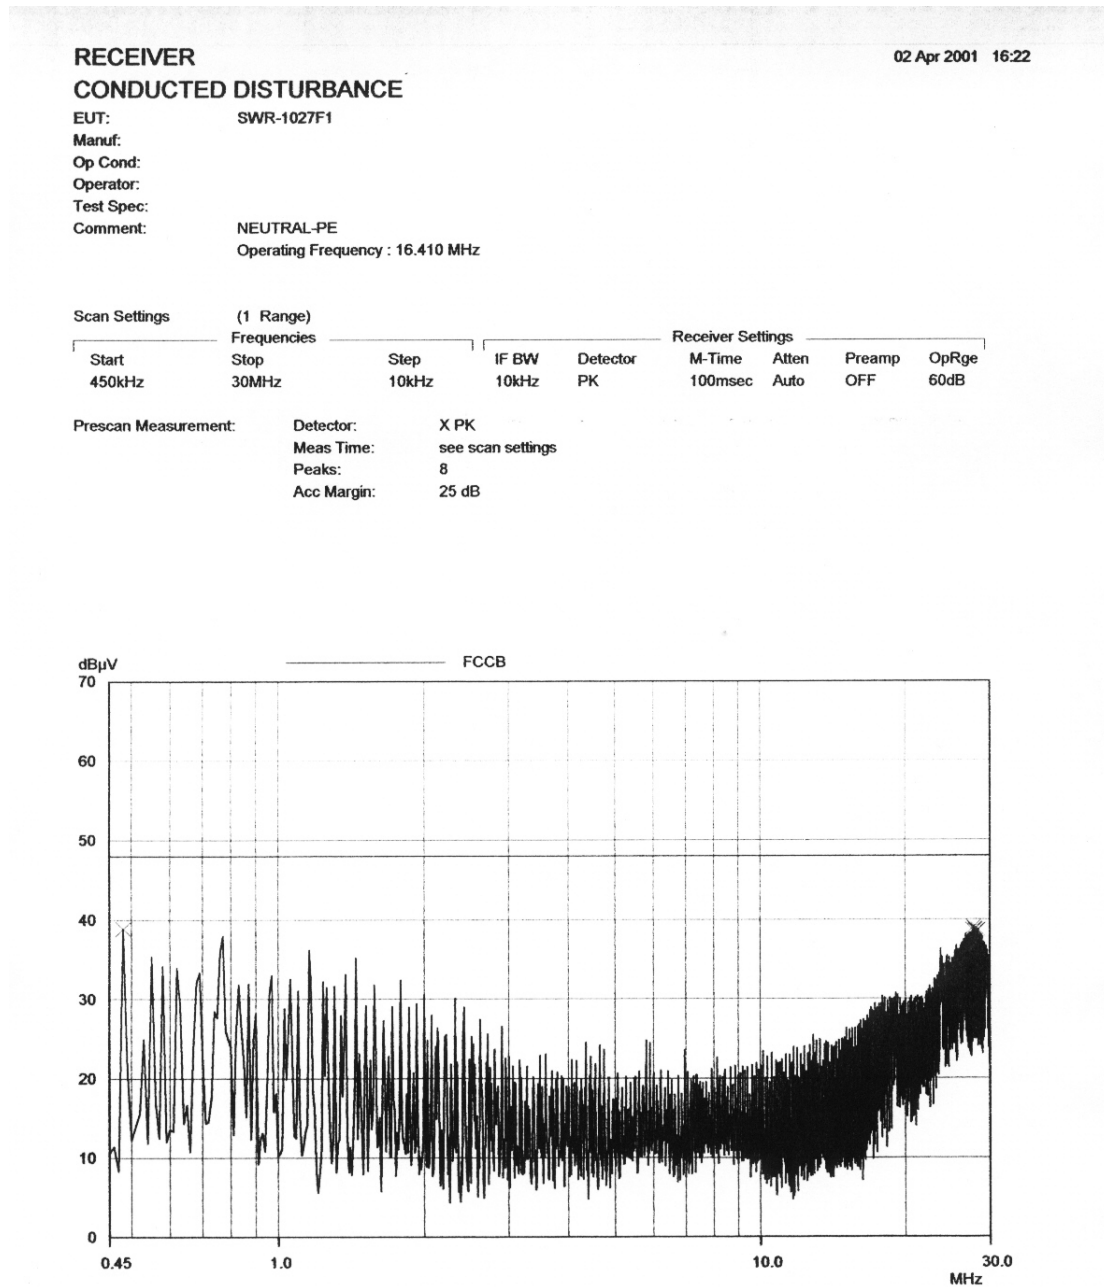 RECEIVER 02 Apr 2001 16:22
CONDUCTED DISTURBANCE
EUT: SWR-1027F1
Manuf:
Op Cond:
Operator:
Test Spec:
Comment: NEUTRAL-PE
Operating Frequency : 16.410 MHz
Scan Settings (1 Range)
Frequencies Receiver Settings
Start Stop Step IF BW Detector M-Time Atten Preamp OpRge
450kHz 30MHz 10kHz 10kHz PK 100msec Auto OFF 60dB
Prescan Measurement: Detector: X PK
Meas Time: see scan settings
Peaks: 8
Acc Margin: 25 dB
dBµV FCCB
70
60
50
40
30
20
10
0
0.45 1.0 10.0 30.0
MHz